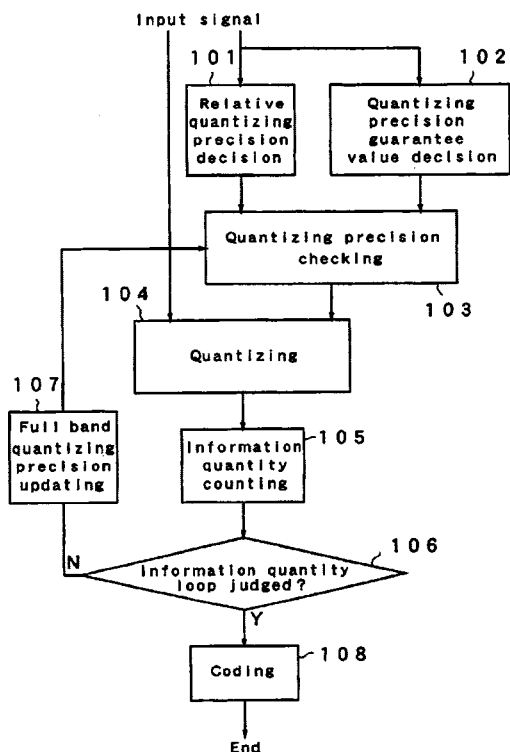 Input signal
101
102
Relative
quantizing
precision
decision
Quantizing
precision
guarantee
value decision
Quantizing precision
checking
103
104
Quantizing
107
Full band
quantizing
precision
updating
105
Information
quantity
counting
N
106
Information quantity
loop judged?
Y
108
Coding
End